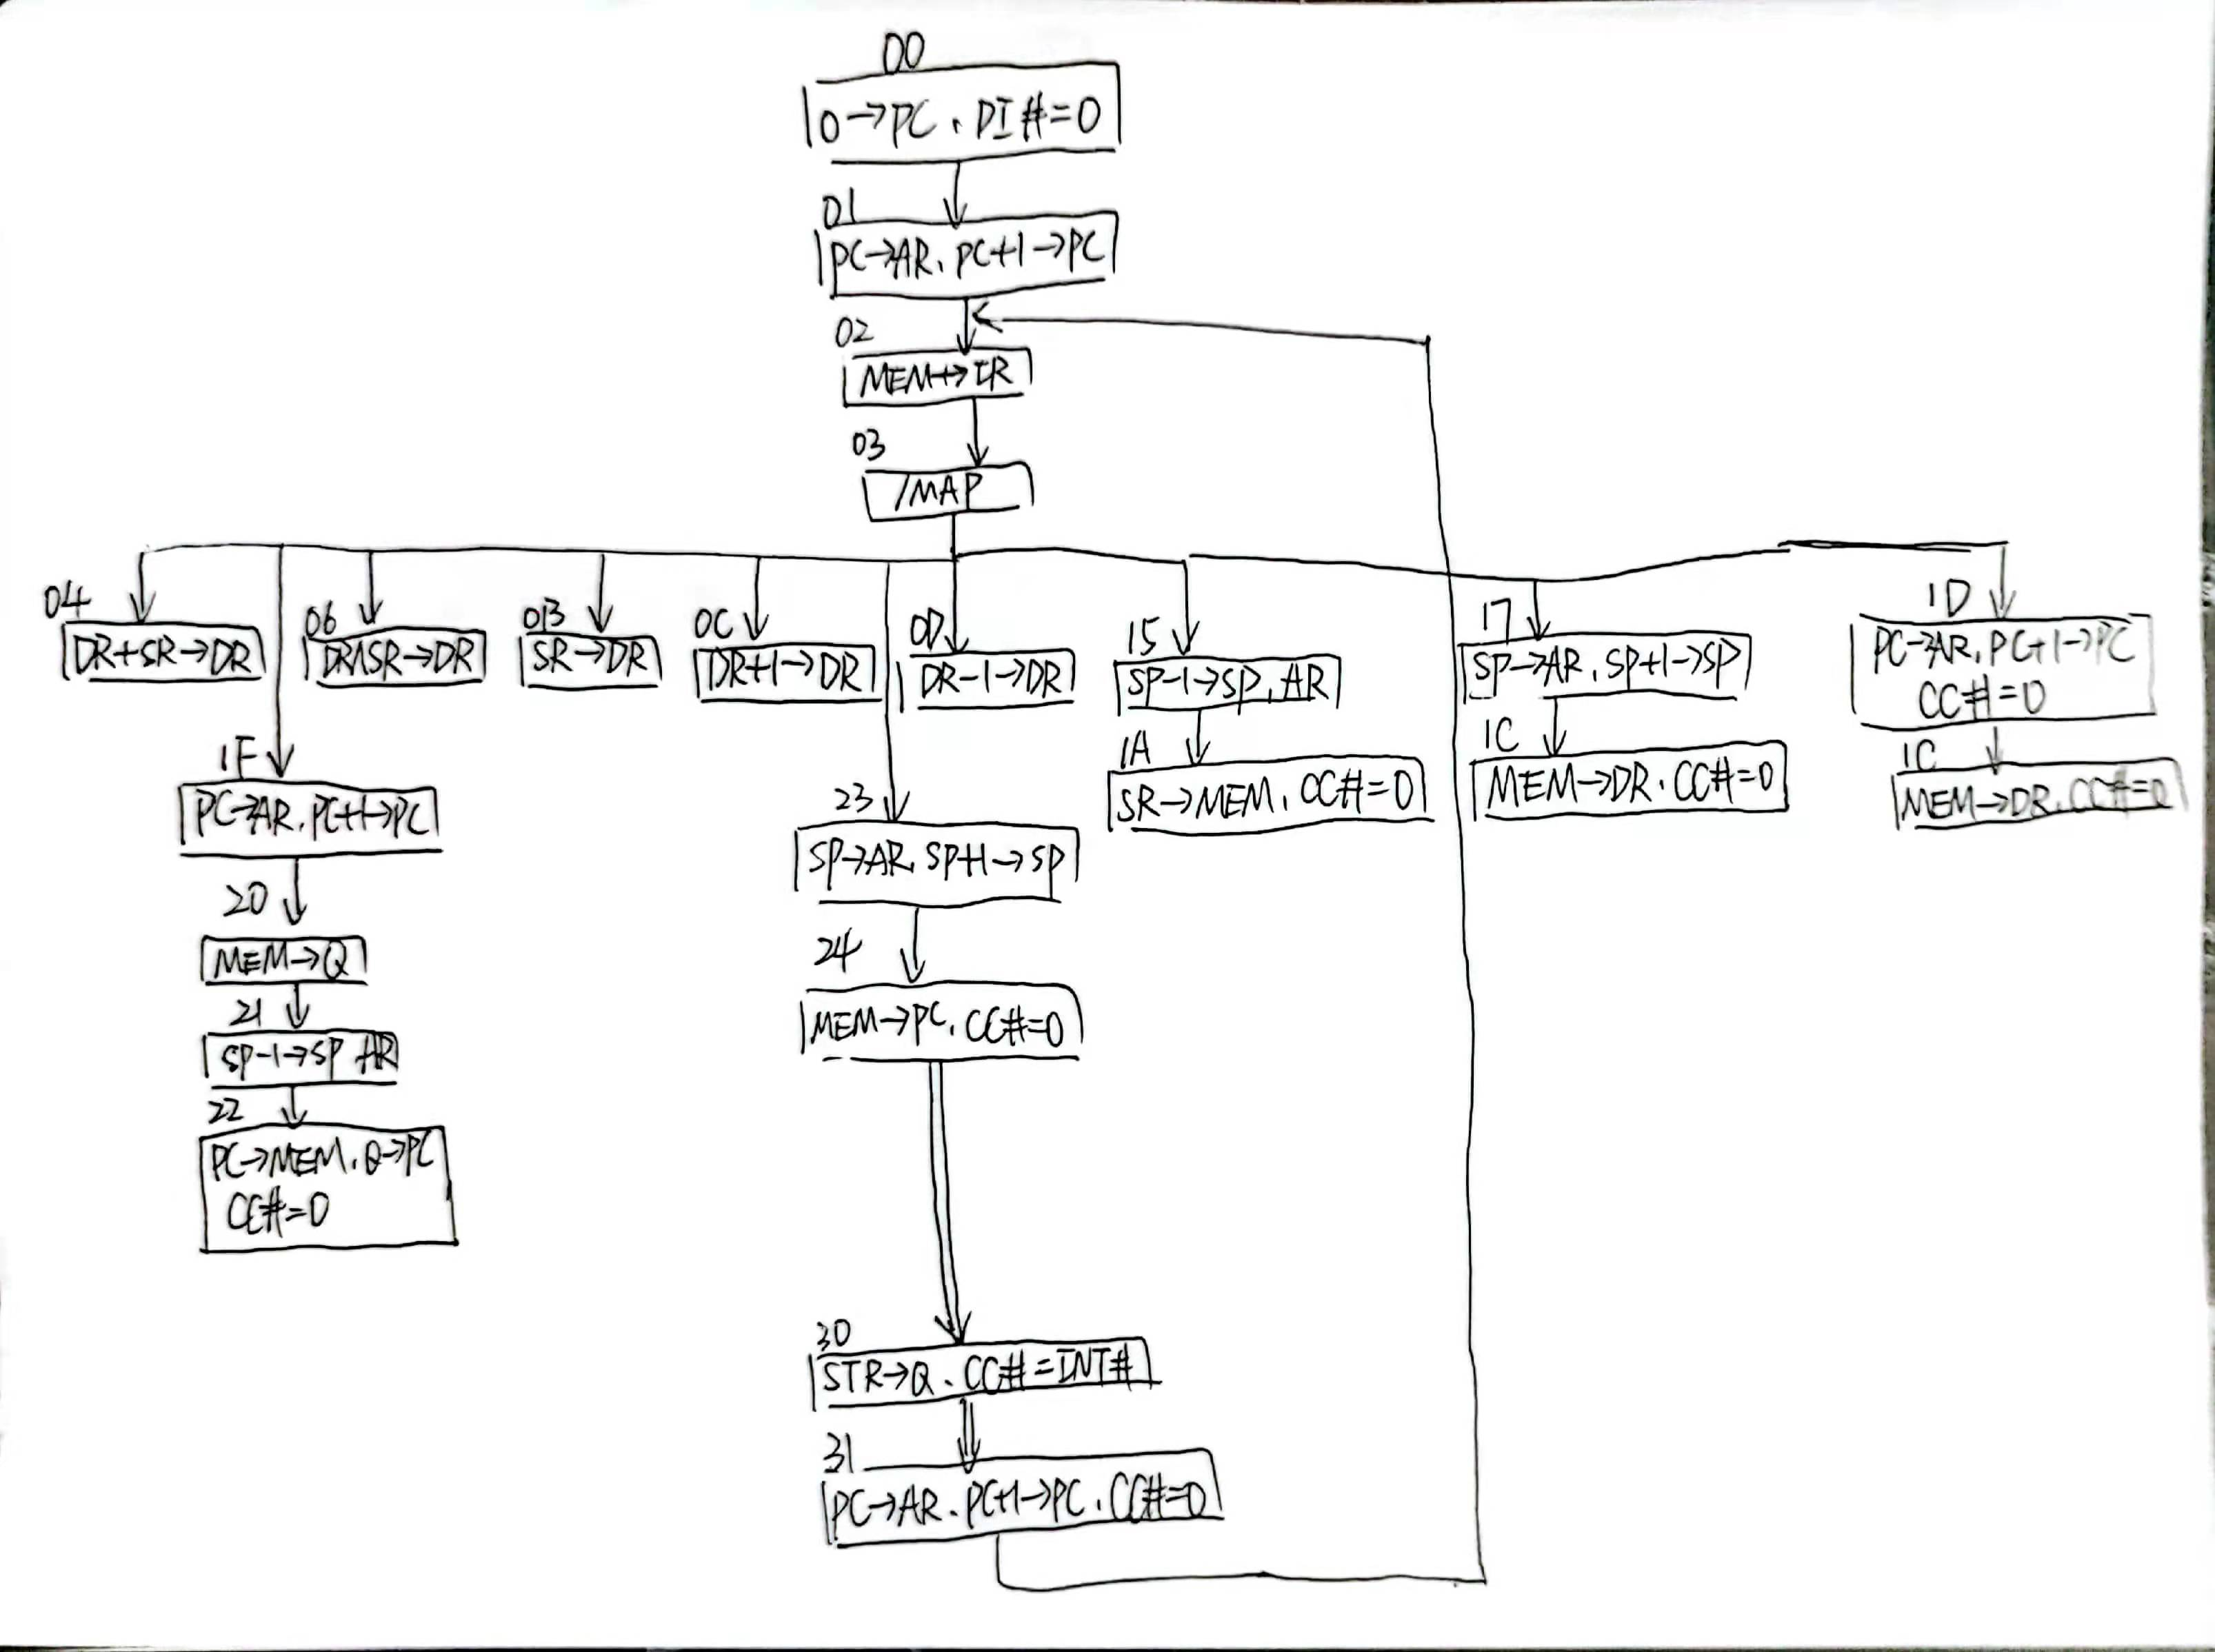 00
0→PC、DI#=0
01
PC→AR、PC+1→PC
02
MEM→IR
03
/MAP
04
DR+SR→DR
06
DR∧SR→DR
0B
SR→DR
0C
DR+1→DR
0D
DR-1→DR
15
SP-1→SP、AR
1A
SR→MEM、CC#=0
17
SP→AR、SP+1→SP
1C
MEM→DR、CC#=0
1D
PC→AR、PC+1→PC
CC#=0
1C
MEM→DR、CC#=0
1F
PC→AR、PC+1→PC
20
MEM→Q
21
SP-1→SP AR
22
PC→MEM、Q→PC
CC#=0
23
SP→AR、SP+1→SP
24
MEM→PC、CC#=0
30
STR→Q、CC#=INT#
31
PC→AR、PC+1→PC、CC#=0